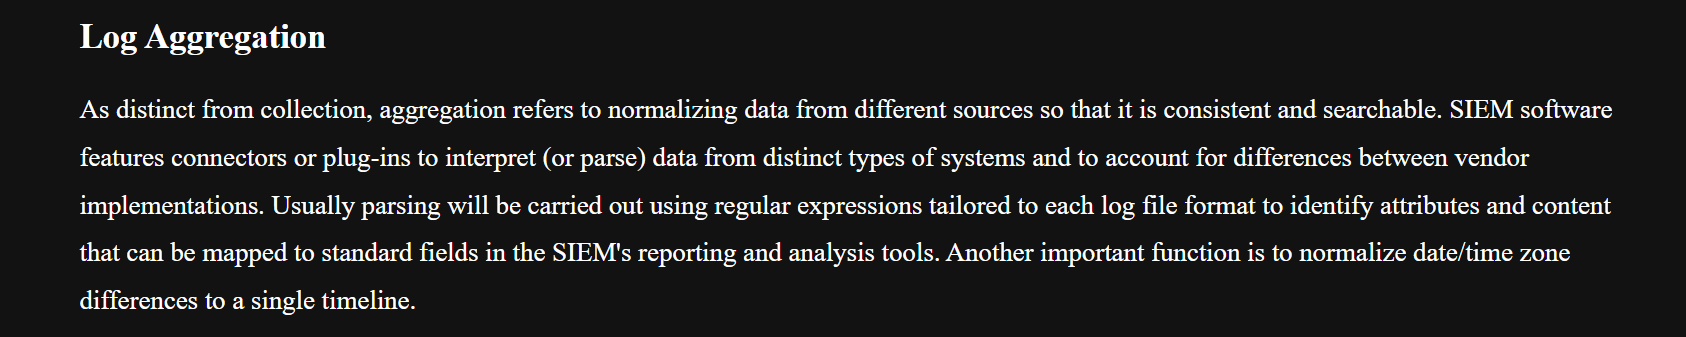 Log Aggregation
As distinct from collection, aggregation refers to normalizing data from different sources so that it is consistent and searchable. SIEM software
features connectors or plug-ins to interpret (or parse) data from distinct types of systems and to account for differences between vendor
implementations. Usually parsing will be carried out using regular expressions tailored to each log file format to identify attributes and content
that can be mapped to standard fields in the SIEM's reporting and analysis tools. Another important function is to normalize date/time zone
differences to a single timeline.